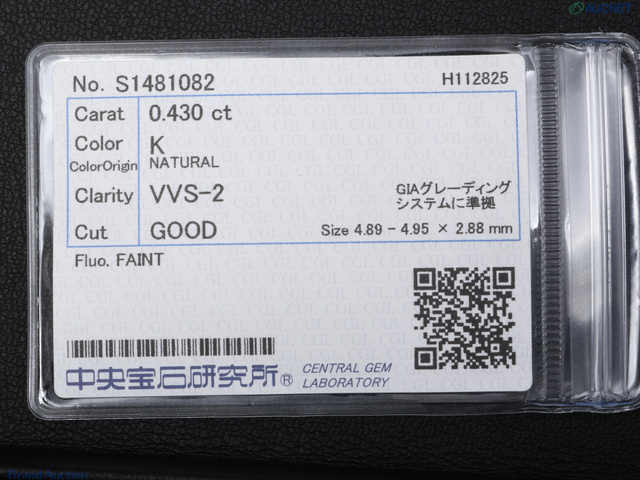 AUCNET
No. S1481082 H112825
Carat 0.430 ct
Color K
ColorOrigin NATURAL
Clarity VVS-2
GIAグレーディング
システムに準拠
Cut GOOD Size 4.89 - 4.95 × 2.88 mm
Fluo. FAINT
中央宝石研究所®
CENTRAL GEM
LABORATORY